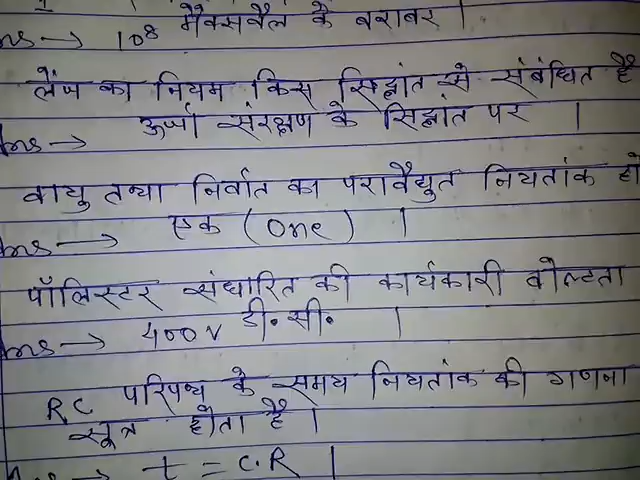 Ans → 10⁸ मैक्सवैल के बराबर |
लेंज का नियम किस सिद्धांत से संबंधित है
Ans → ऊर्जा संरक्षण के सिद्धांत पर |
वायु तथा निर्वात का परावैद्युत नियतांक हो
Ans → एक (One) |
पॉलिस्टर संधारित की कार्यकारी वोल्टता
Ans → 400V डी.सी. |
RC परिपथ के समय नियतांक की गणना
सूत्र होता है |
Ans → t = C.R |